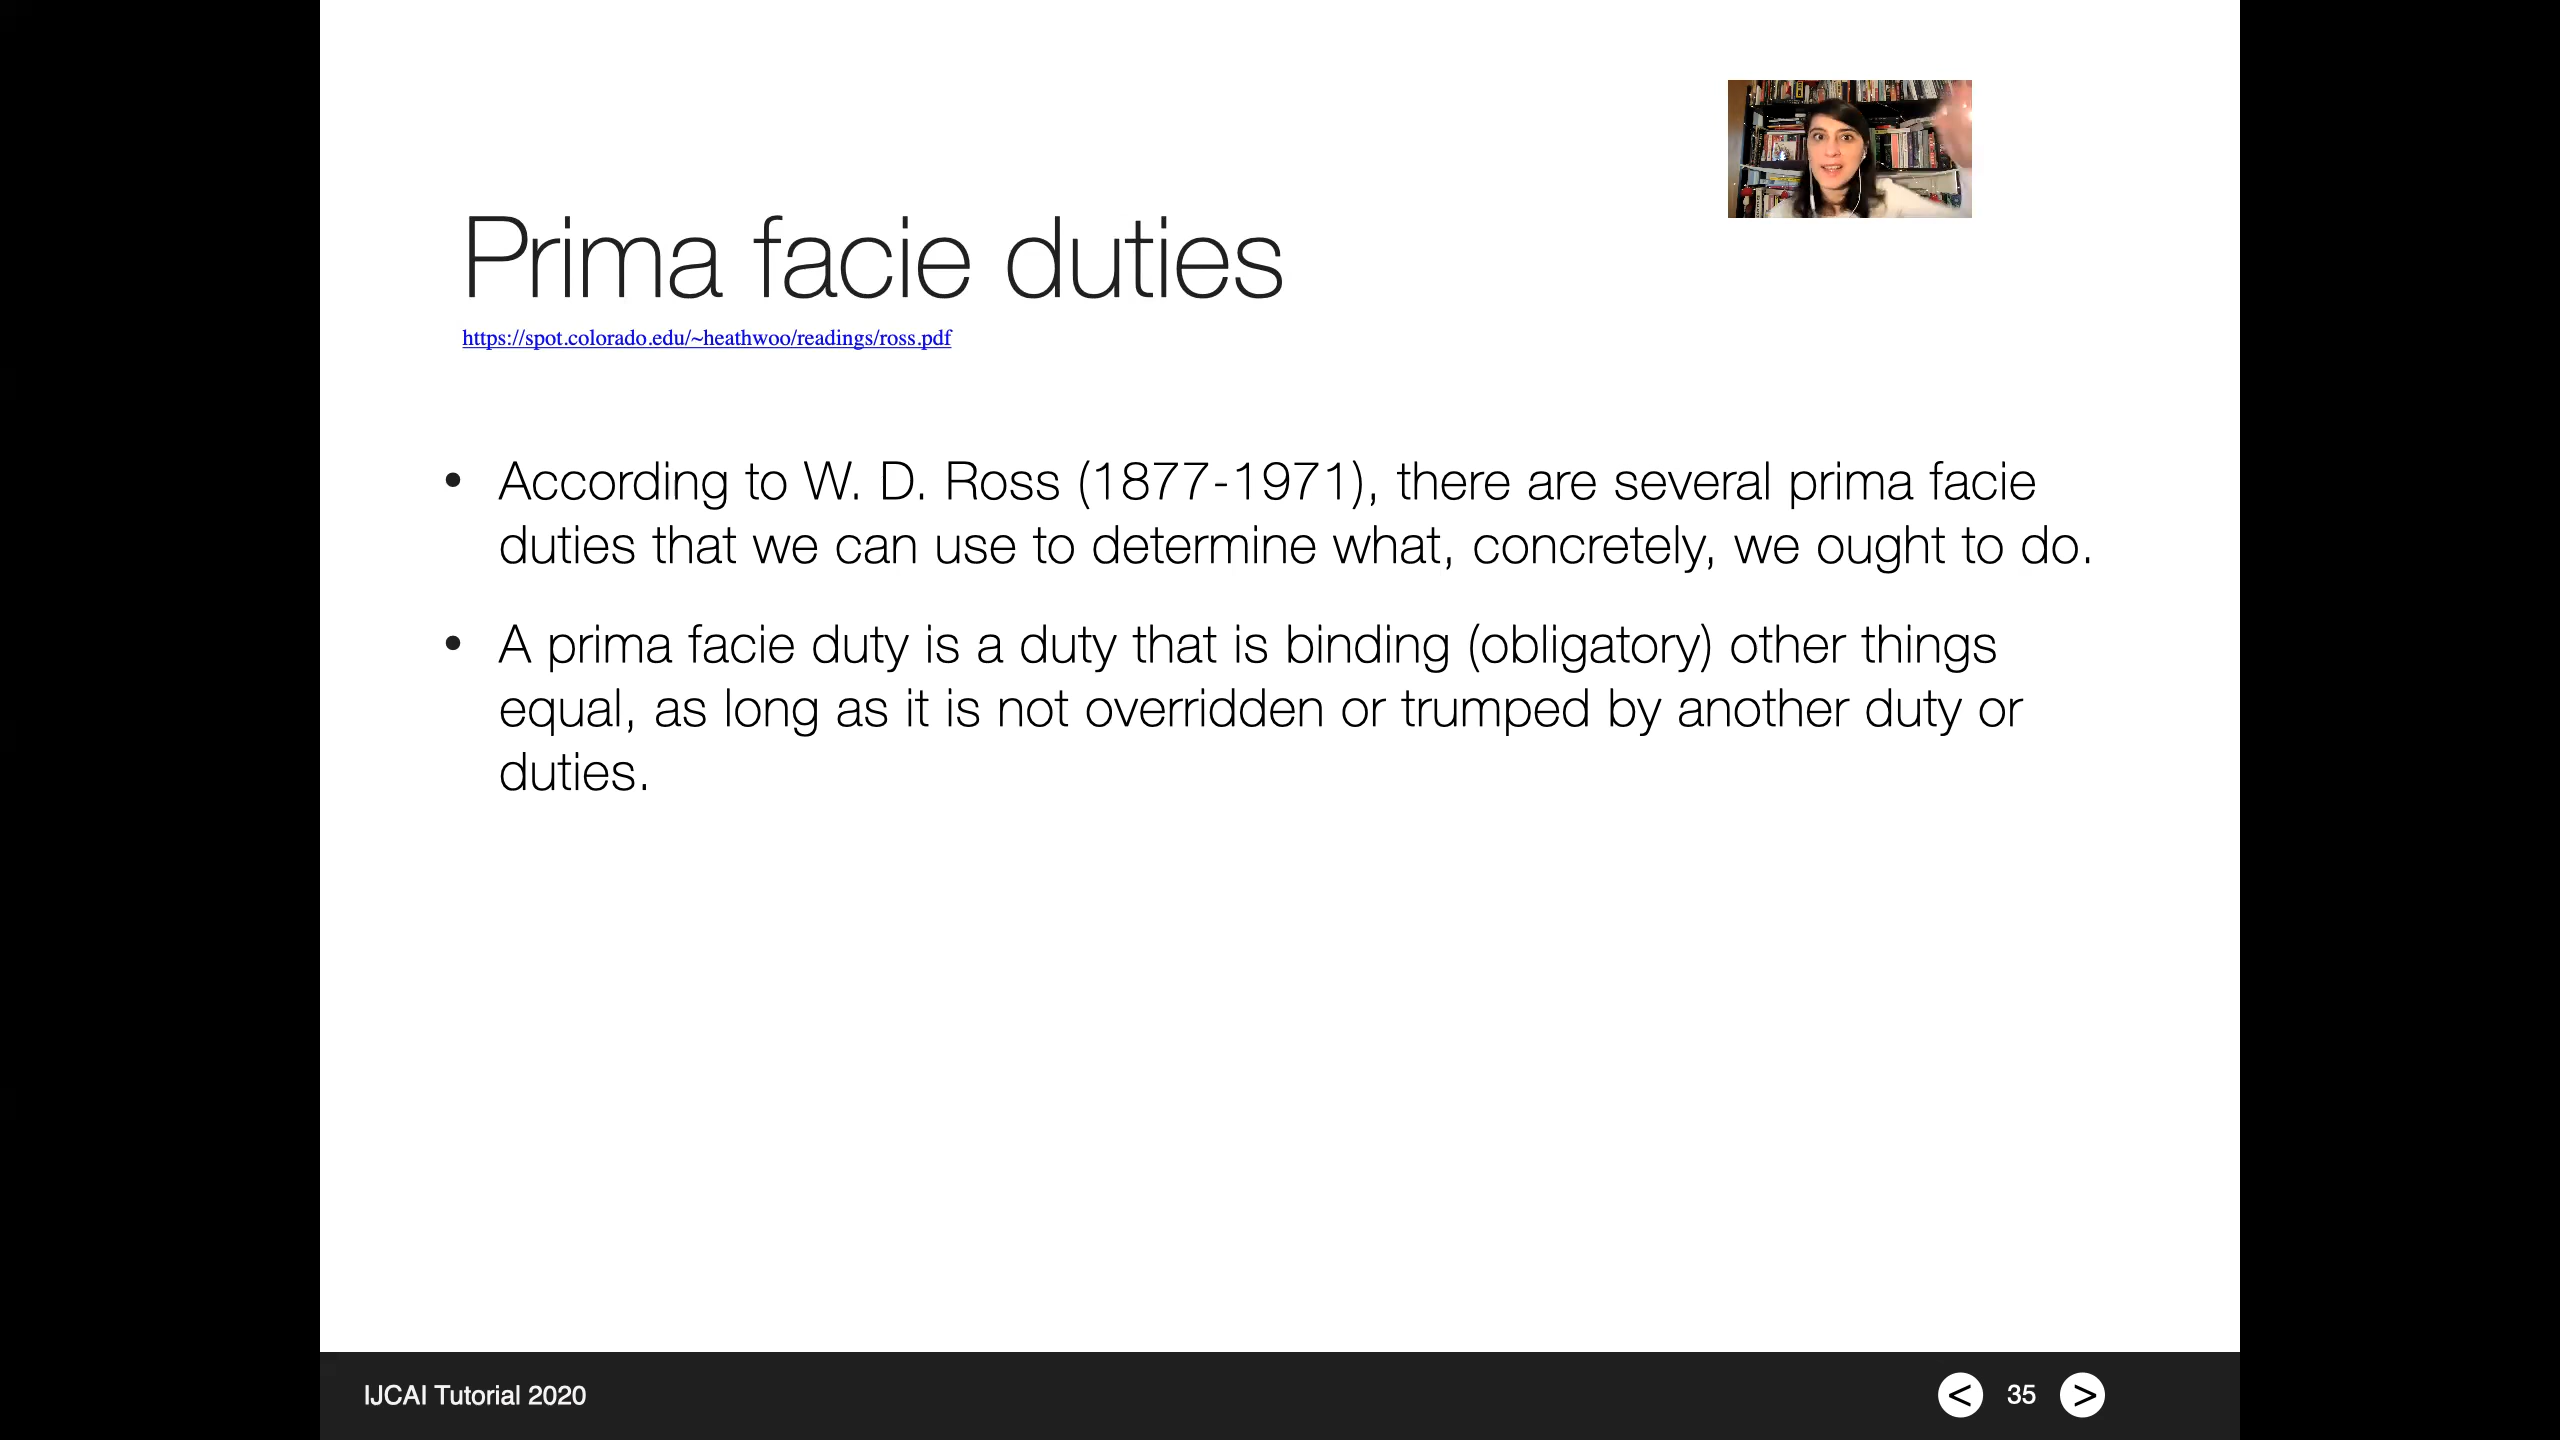 Prima facie duties
https://spot.colorado.edu/~heathwoo/readings/ross.pdf
• According to W. D. Ross (1877-1971), there are several prima facie
duties that we can use to determine what, concretely, we ought to do.
• A prima facie duty is a duty that is binding (obligatory) other things
equal, as long as it is not overridden or trumped by another duty or
duties.
IJCAI Tutorial 2020
< 35 >